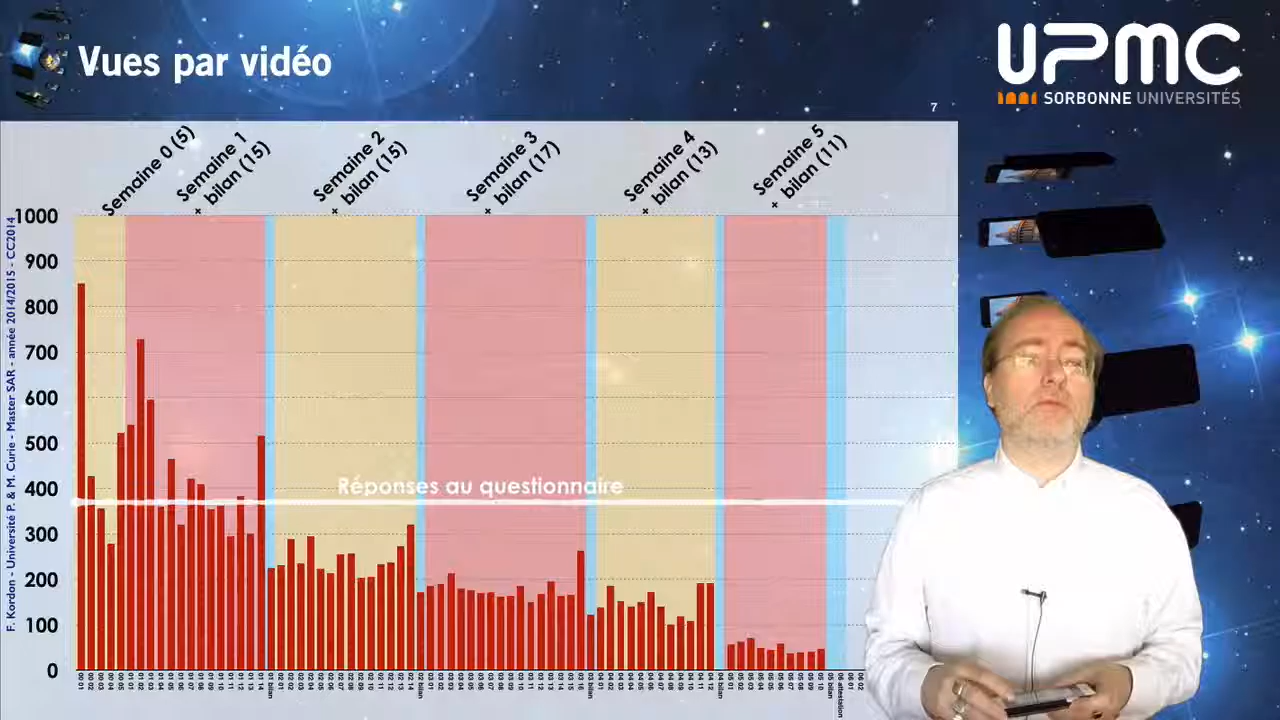 Vues par vidéo
UPMC
SORBONNE UNIVERSITÉS
7
Semaine 0 (5)
Semaine 1
+ bilan (15)
Semaine 2
+ bilan (15)
Semaine 3
+ bilan (17)
Semaine 4
+ bilan (13)
Semaine 5
+ bilan (11)
1000
900
800
700
600
500
400
300
200
100
0
Réponses au questionnaire
F. Kordon - Université P. & M. Curie - Master SAR - année 2014/2015 - CC2014